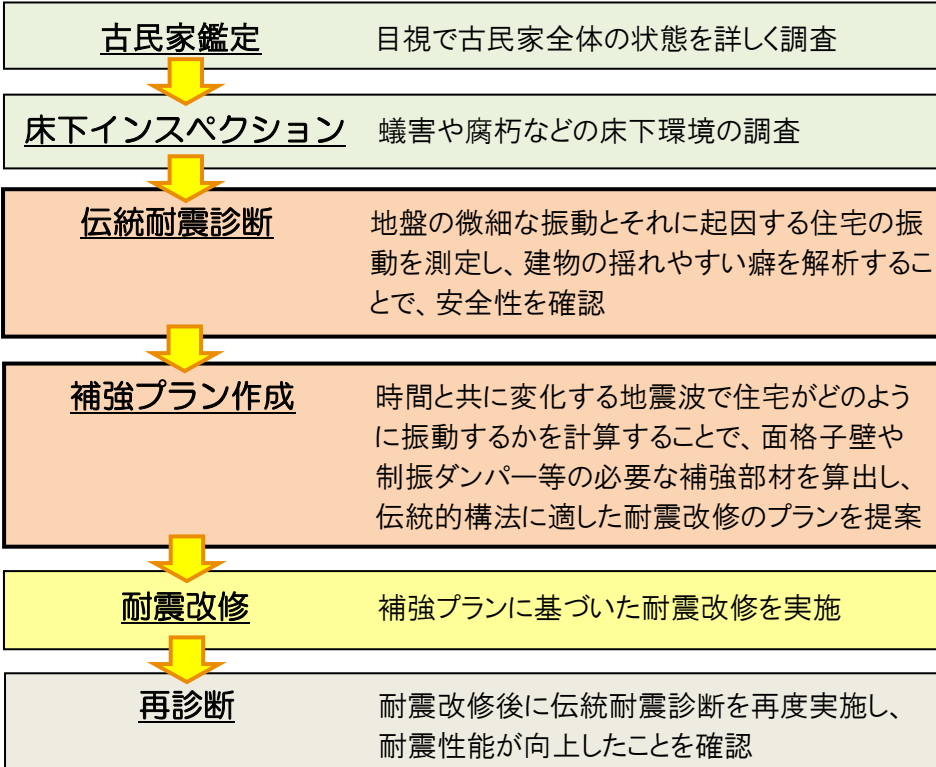 古民家鑑定 目視で古民家全体の状態を詳しく調査
床下インスペクション 蟻害や腐朽などの床下環境の調査
伝統耐震診断 地盤の微細な振動とそれに起因する住宅の振
動を測定し、建物の揺れやすい癖を解析するこ
とで、安全性を確認
補強プラン作成 時間と共に変化する地震波で住宅がどのよう
に振動するかを計算することで、面格子壁や
制振ダンパー等の必要な補強部材を算出し、
伝統的構法に適した耐震改修のプランを提案
耐震改修 補強プランに基づいた耐震改修を実施
再診断 耐震改修後に伝統耐震診断を再度実施し、
耐震性能が向上したことを確認